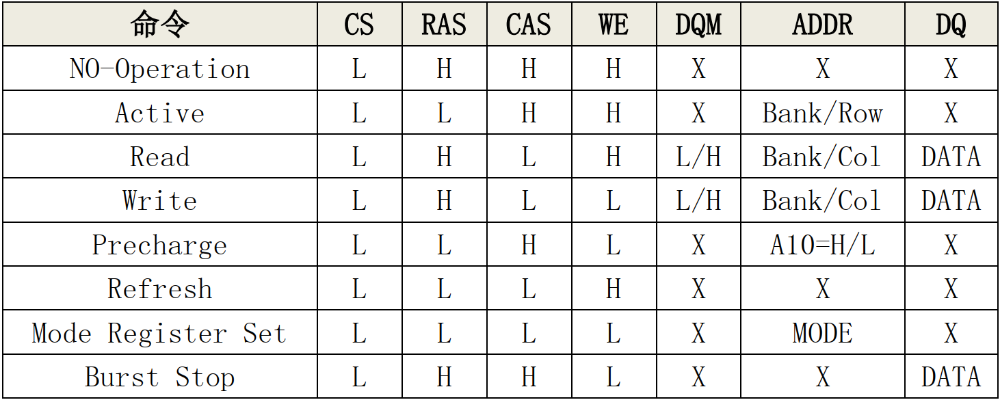 命令 CS RAS CAS WE DQM ADDR DQ
NO-Operation L H H H X X X
Active L L H H X Bank/Row X
Read L H L H L/H Bank/Col DATA
Write L H L L L/H Bank/Col DATA
Precharge L L H L X A10=H/L X
Refresh L L L H X X X
Mode Register Set L L L L X MODE X
Burst Stop L H H L X X DATA